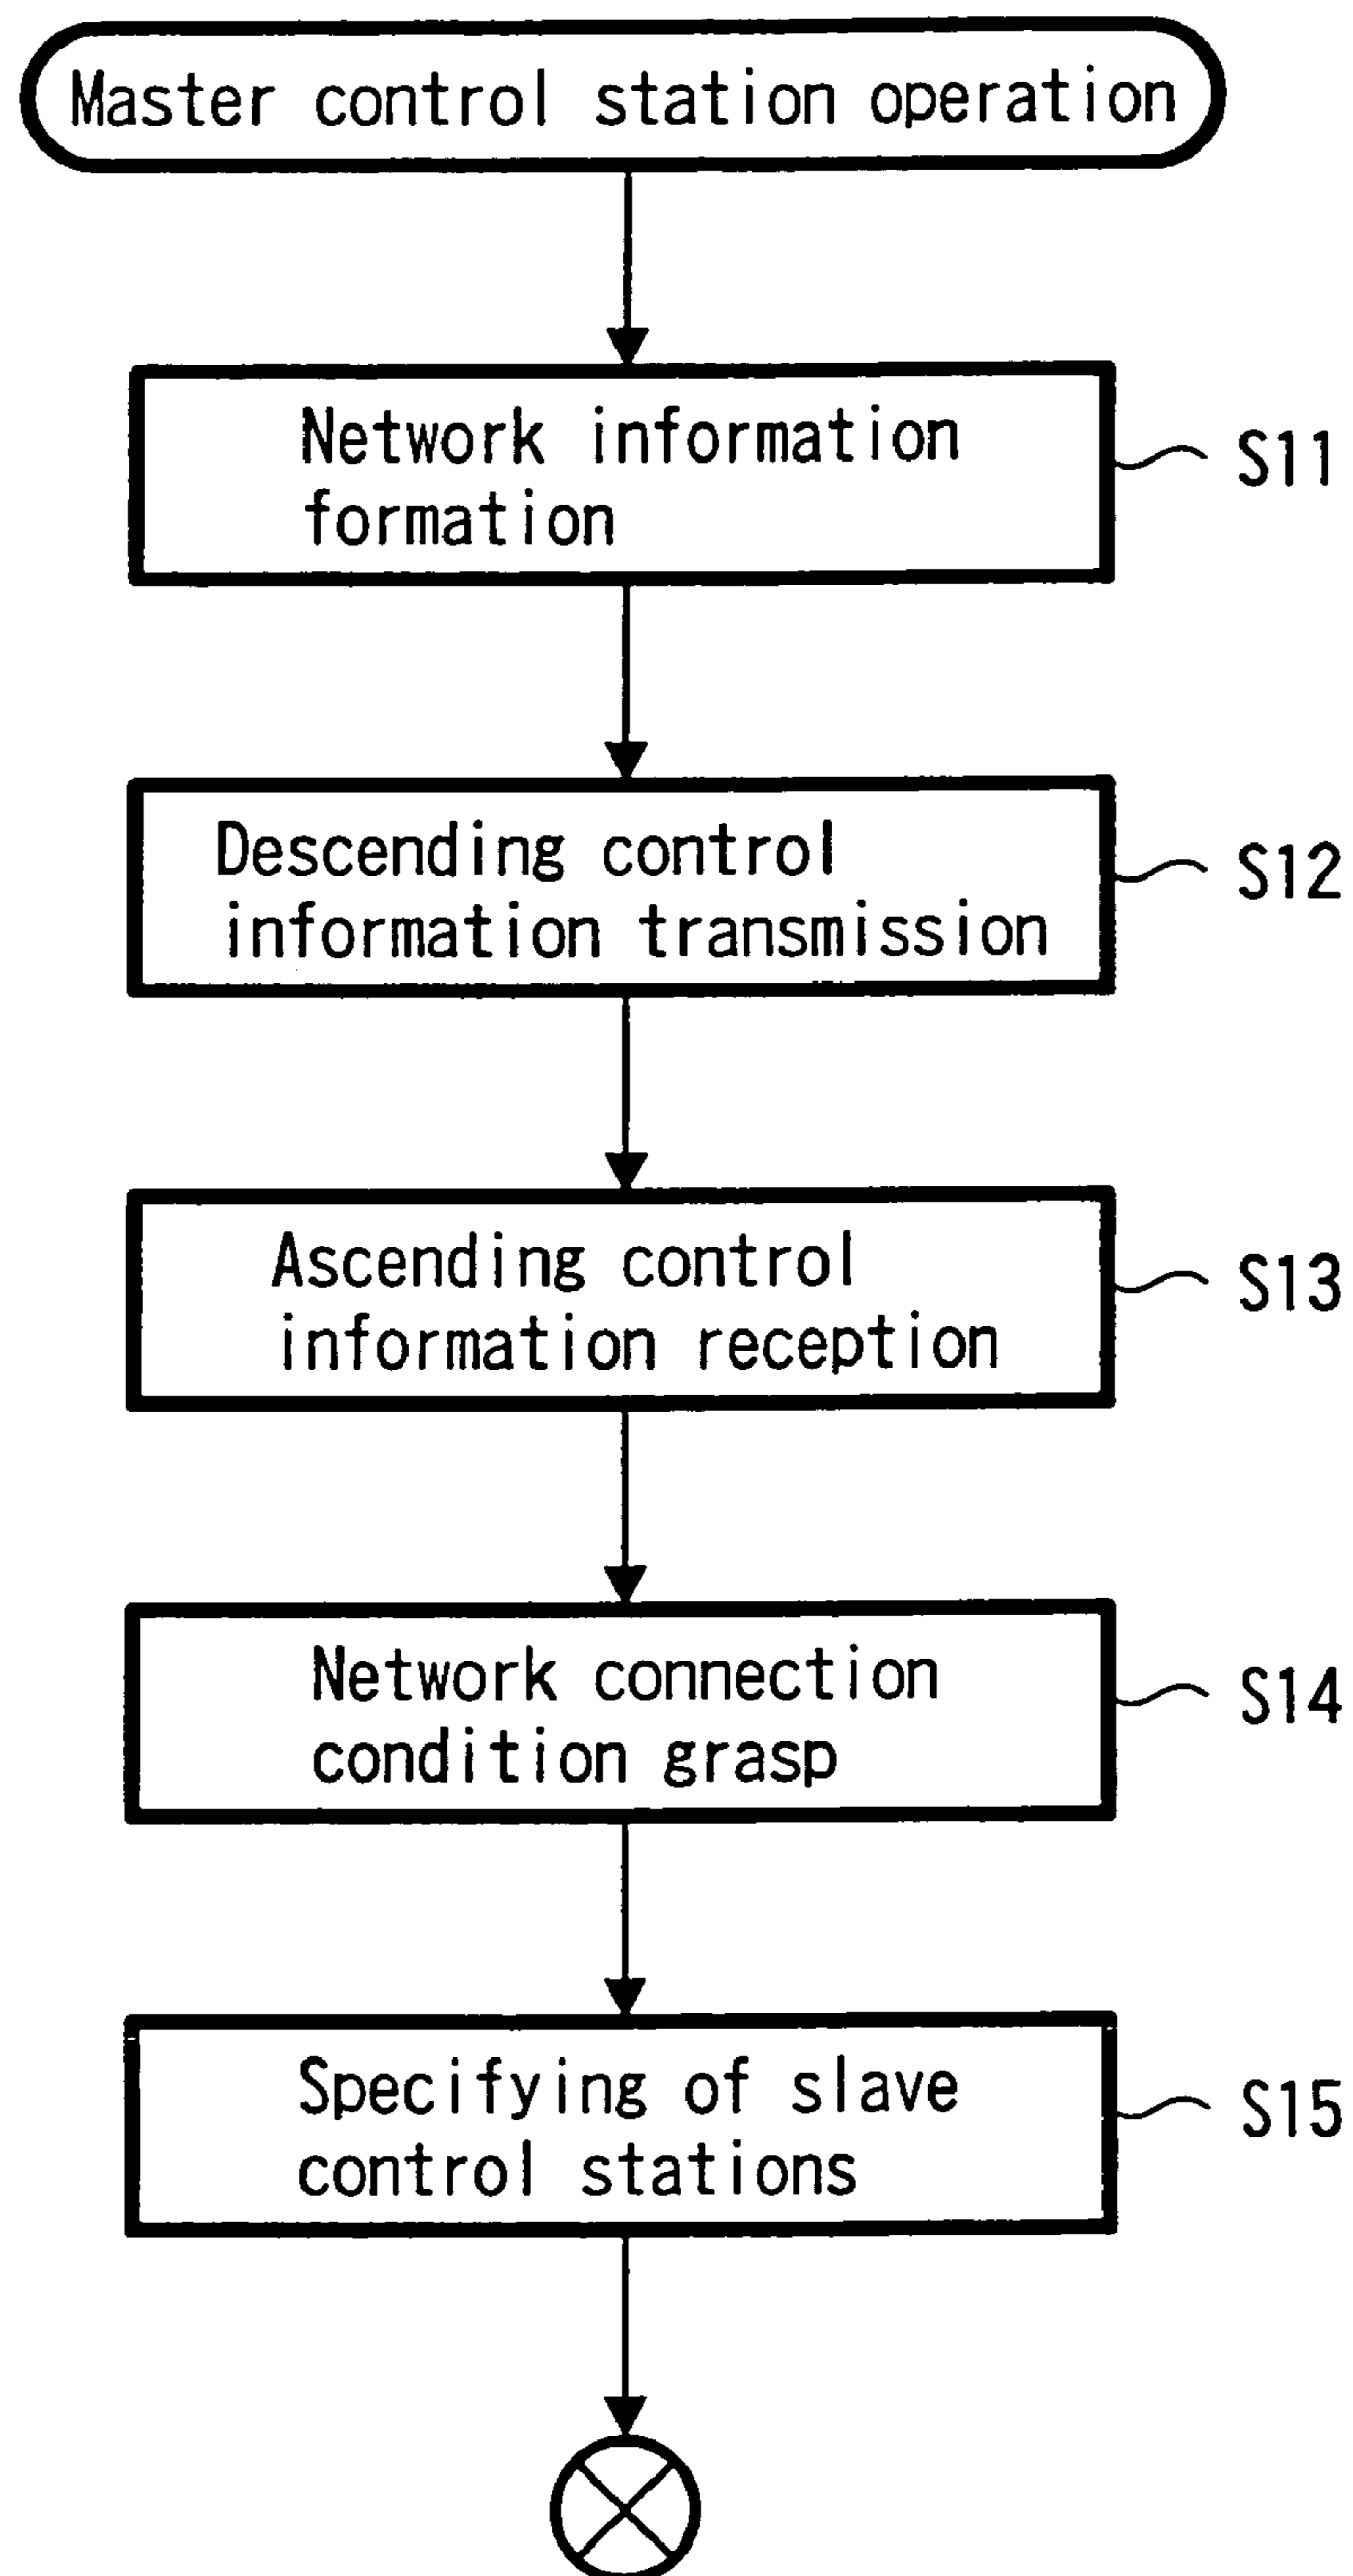 Master control station operation
Network information
formation
S11
Descending control
information transmission
S12
Ascending control
information reception
S13
Network connection
condition grasp
S14
Specifying of slave
control stations
S15